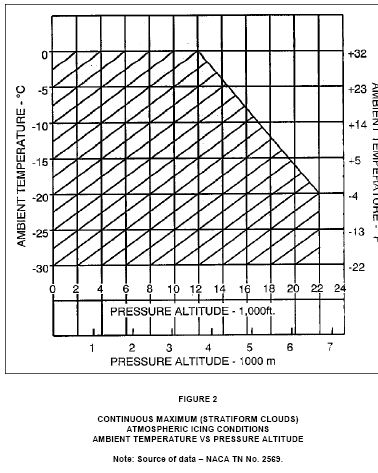 0 +32
-5 +23
-10 +14
-15 +5
-20 -4
-25 -13
-30 -22
AMBIENT TEMPERATURE - °C
AMBIENT TEMPERATURE - °F
0 2 4 6 8 10 12 14 16 18 20 22 24
PRESSURE ALTITUDE - 1,000ft.
1 2 3 4 5 6 7
PRESSURE ALTITUDE - 1000 m
FIGURE 2
CONTINUOUS MAXIMUM (STRATIFORM CLOUDS)
ATMOSPHERIC ICING CONDITIONS
AMBIENT TEMPERATURE VS PRESSURE ALTITUDE
Note: Source of data – NACA TN No. 2569.